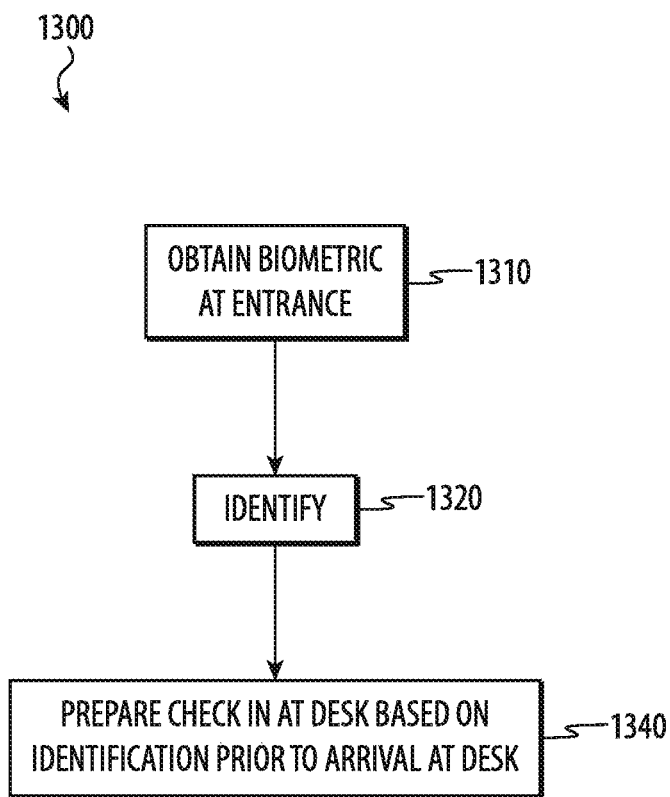 1300
OBTAIN BIOMETRIC
AT ENTRANCE
1310
IDENTIFY
1320
PREPARE CHECK IN AT DESK BASED ON
IDENTIFICATION PRIOR TO ARRIVAL AT DESK
1340